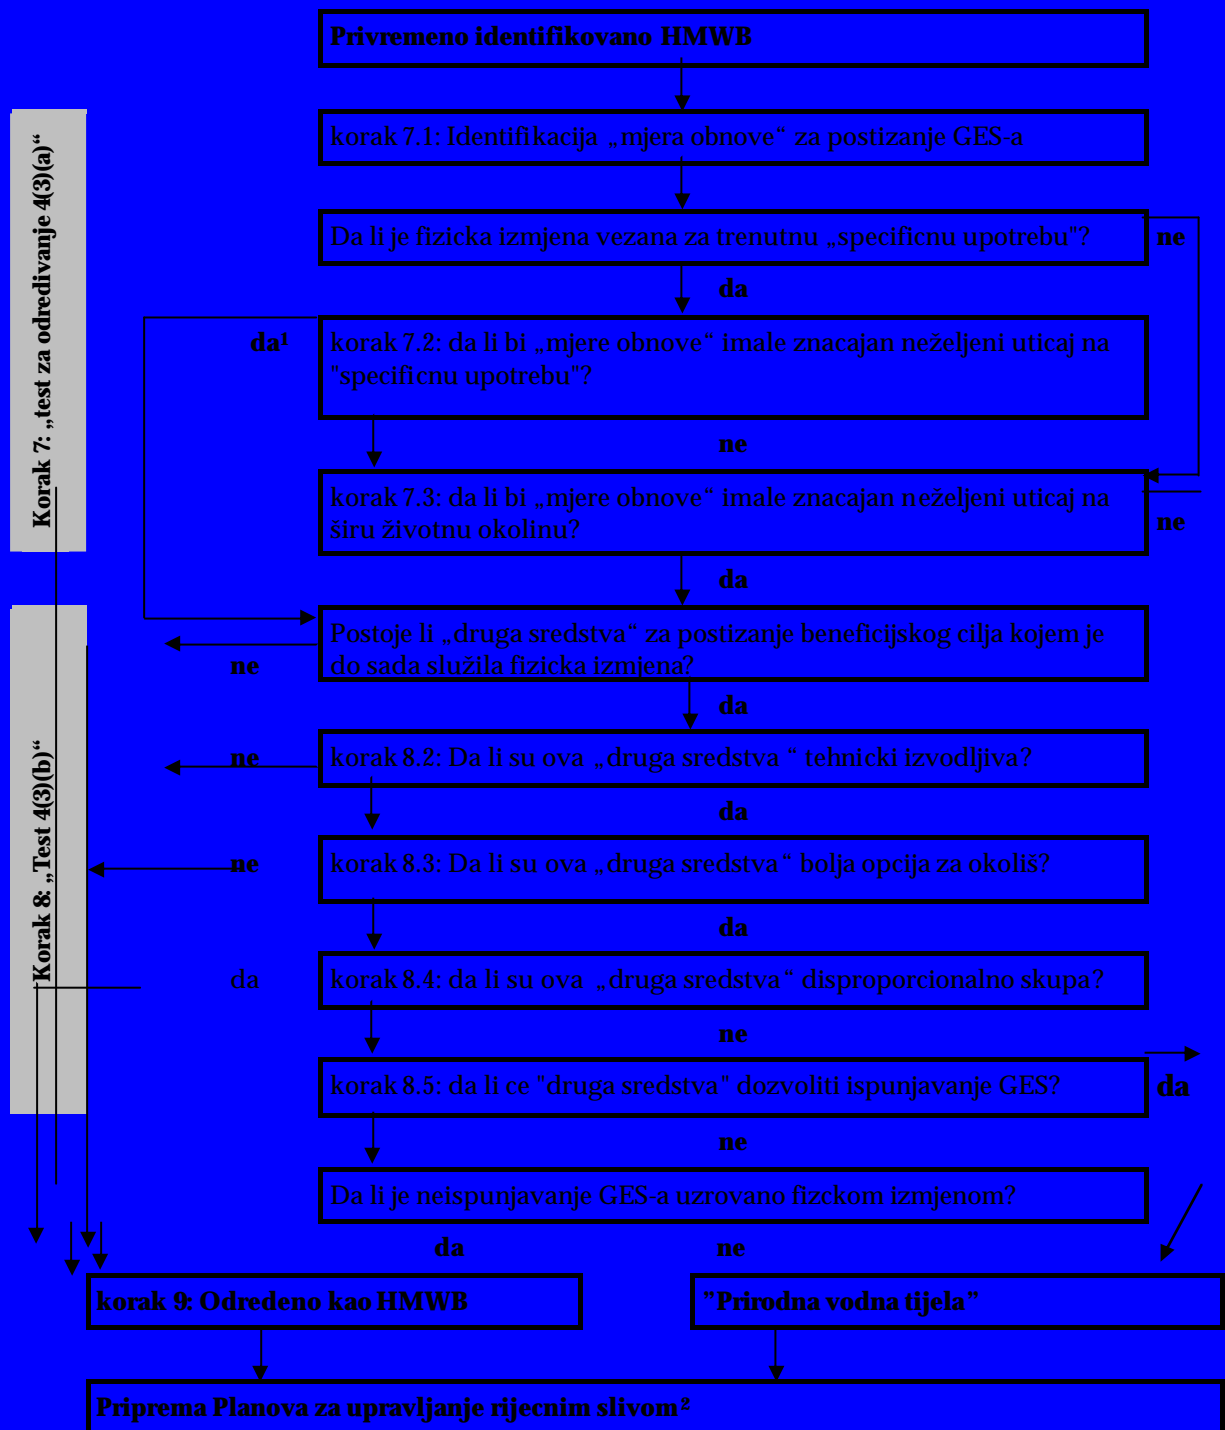 Privremeno identifikovano HMWB
Korak 7: „test za odredivanje 4(3)(a)“
korak 7.1: Identifikacija „mjera obnove“ za postizanje GES-a
Da li je fizicka izmjena vezana za trenutnu „specificnu upotrebu"?
ne
da
da¹
korak 7.2: da li bi „mjere obnove“ imale znacajan neželjeni uticaj na
"specificnu upotrebu"?
ne
korak 7.3: da li bi „mjere obnove“ imale znacajan neželjeni uticaj na
širu životnu okolinu?
ne
da
Korak 8: „Test 4(3)(b)“
Postoje li „druga sredstva“ za postizanje beneficijskog cilja kojem je
do sada služila fizicka izmjena?
ne
da
ne
korak 8.2: Da li su ova „druga sredstva “ tehnicki izvodljiva?
da
ne
korak 8.3: Da li su ova „druga sredstva“ bolja opcija za okoliš?
da
da
korak 8.4: da li su ova „druga sredstva“ disproporcionalno skupa?
ne
korak 8.5: da li ce "druga sredstva" dozvoliti ispunjavanje GES?
da
ne
Da li je neispunjavanje GES-a uzrovano fizckom izmjenom?
da
ne
korak 9: Odredeno kao HMWB
”Prirodna vodna tijela”
Priprema Planova za upravljanje rijecnim slivom²